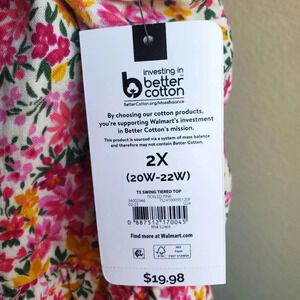 investing in
better
cotton
BetterCotton.org/MassBalance
By choosing our cotton products,
you're supporting Walmart's investment
in Better Cotton's mission.
This product is sourced via a system of mass balance
and therefore may not contain Better Cotton.
2X
(20W-22W)
TS SWING TIERED TOP
TICKLED PINK
Find more at Walmart.com
$19.98